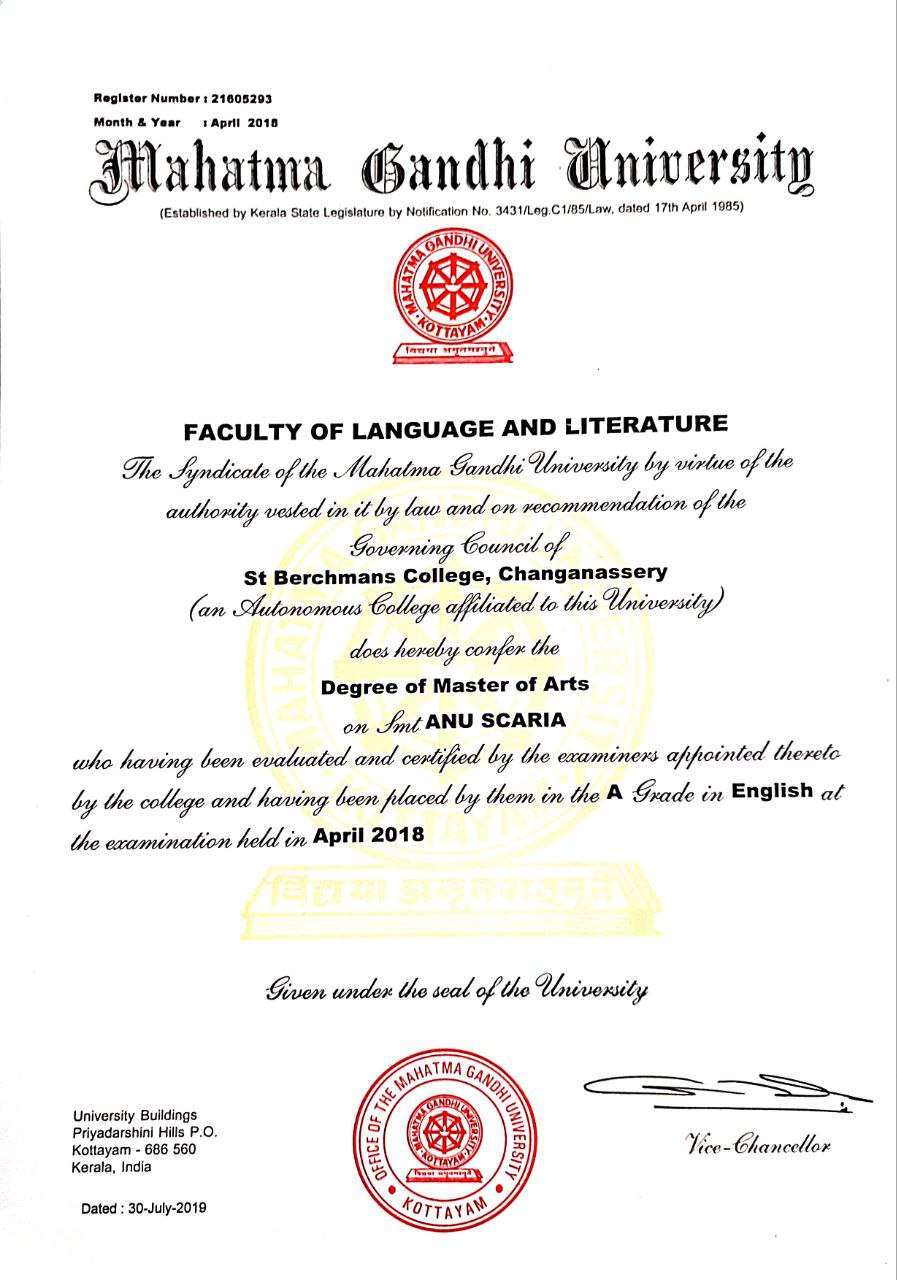 Register Number : 21605293
Month & Year : April 2018
Mahatma Gandhi University
(Established by Kerala State Legislature by Notification No. 3431/Leg.C1/85/Law, dated 17th April 1985)
MAHATMA GANDHI UNIVERSITY
KOTTAYAM
विद्यया अमृतमश्नुते
FACULTY OF LANGUAGE AND LITERATURE
The Syndicate of the Mahatma Gandhi University by virtue of the
authority vested in it by law and on recommendation of the
Governing Council of
St Berchmans College, Changanassery
(an Autonomous College affiliated to this University)
does hereby confer the
Degree of Master of Arts
on Smt ANU SCARIA
who having been evaluated and certified by the examiners appointed thereto
by the college and having been placed by them in the A Grade in English at
the examination held in April 2018
MAHATMA GANDHI UNIVERSITY
KOTTAYAM
विद्यया अमृतमश्नुते
Given under the seal of the University
OFFICE OF THE MAHATMA GANDHI UNIVERSITY
KOTTAYAM
MAHATMA GANDHI UNIVERSITY
KOTTAYAM
विद्यया अमृतमश्नुते
University Buildings
Priyadarshini Hills P.O.
Kottayam - 686 560
Kerala, India
Vice-Chancellor
Dated : 30-July-2019